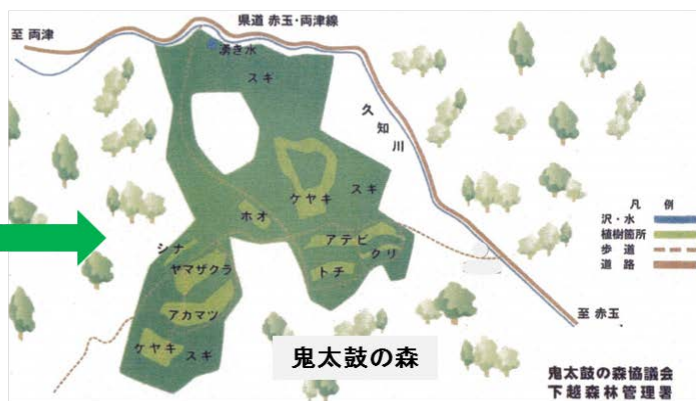 県道 赤玉・両津線
至 両津
湧き水
スギ
久知川
ケヤキ
スギ
ホオ
シナ
アテビ
クリ
ヤマザクラ
トチ
アカマツ
ケヤキ
スギ
凡 例
沢・水
植樹箇所
歩 道
道 路
至 赤玉
鬼太鼓の森
鬼太鼓の森協議会
下越森林管理署